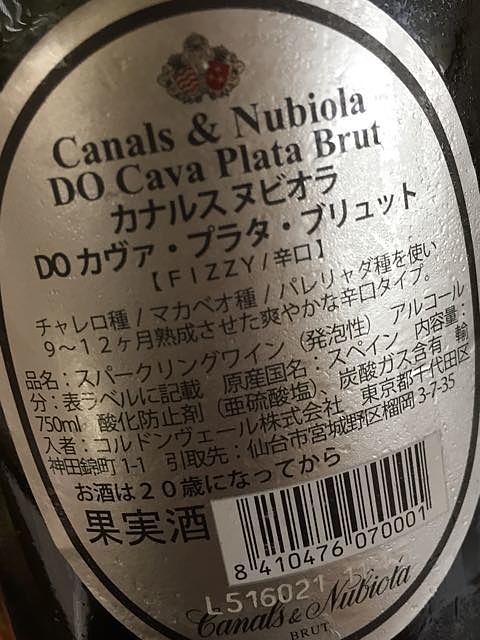 Canals & Nubiola
DO Cava Plata Brut
カナルス ヌビオラ
DO カヴァ・プラタ・ブリュット
【FIZZY/辛口】
チャレロ種/マカベオ種/パレリャダ種を使い
9～12ヶ月熟成させた爽やかな辛口タイプ。
品名：スパークリングワイン（発泡性） アルコール
分：表ラベルに記載 原産国名：スペイン 内容量：
750ml 酸化防止剤（亜硫酸塩）、炭酸ガス含有 輸
入者：コルドンヴェール株式会社 東京都千代田区
神田錦町 1-1 引取先：仙台市宮城野区榴岡 3-7-35
お酒は20歳になってから
果実酒
8 410476 070001
L516021
Canals & Nubiola
BRUT